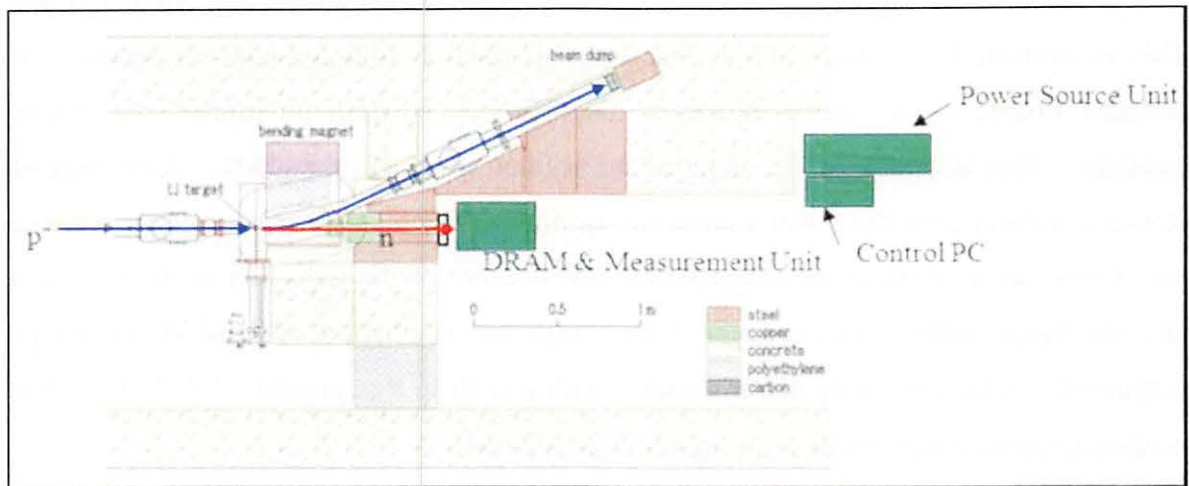 beam dump
Power Source Unit
bending magnet
Li target
p-
n
Control PC
DRAM & Measurement Unit
0 0.5 1 m
steel
copper
concrete
polyethylene
carbon